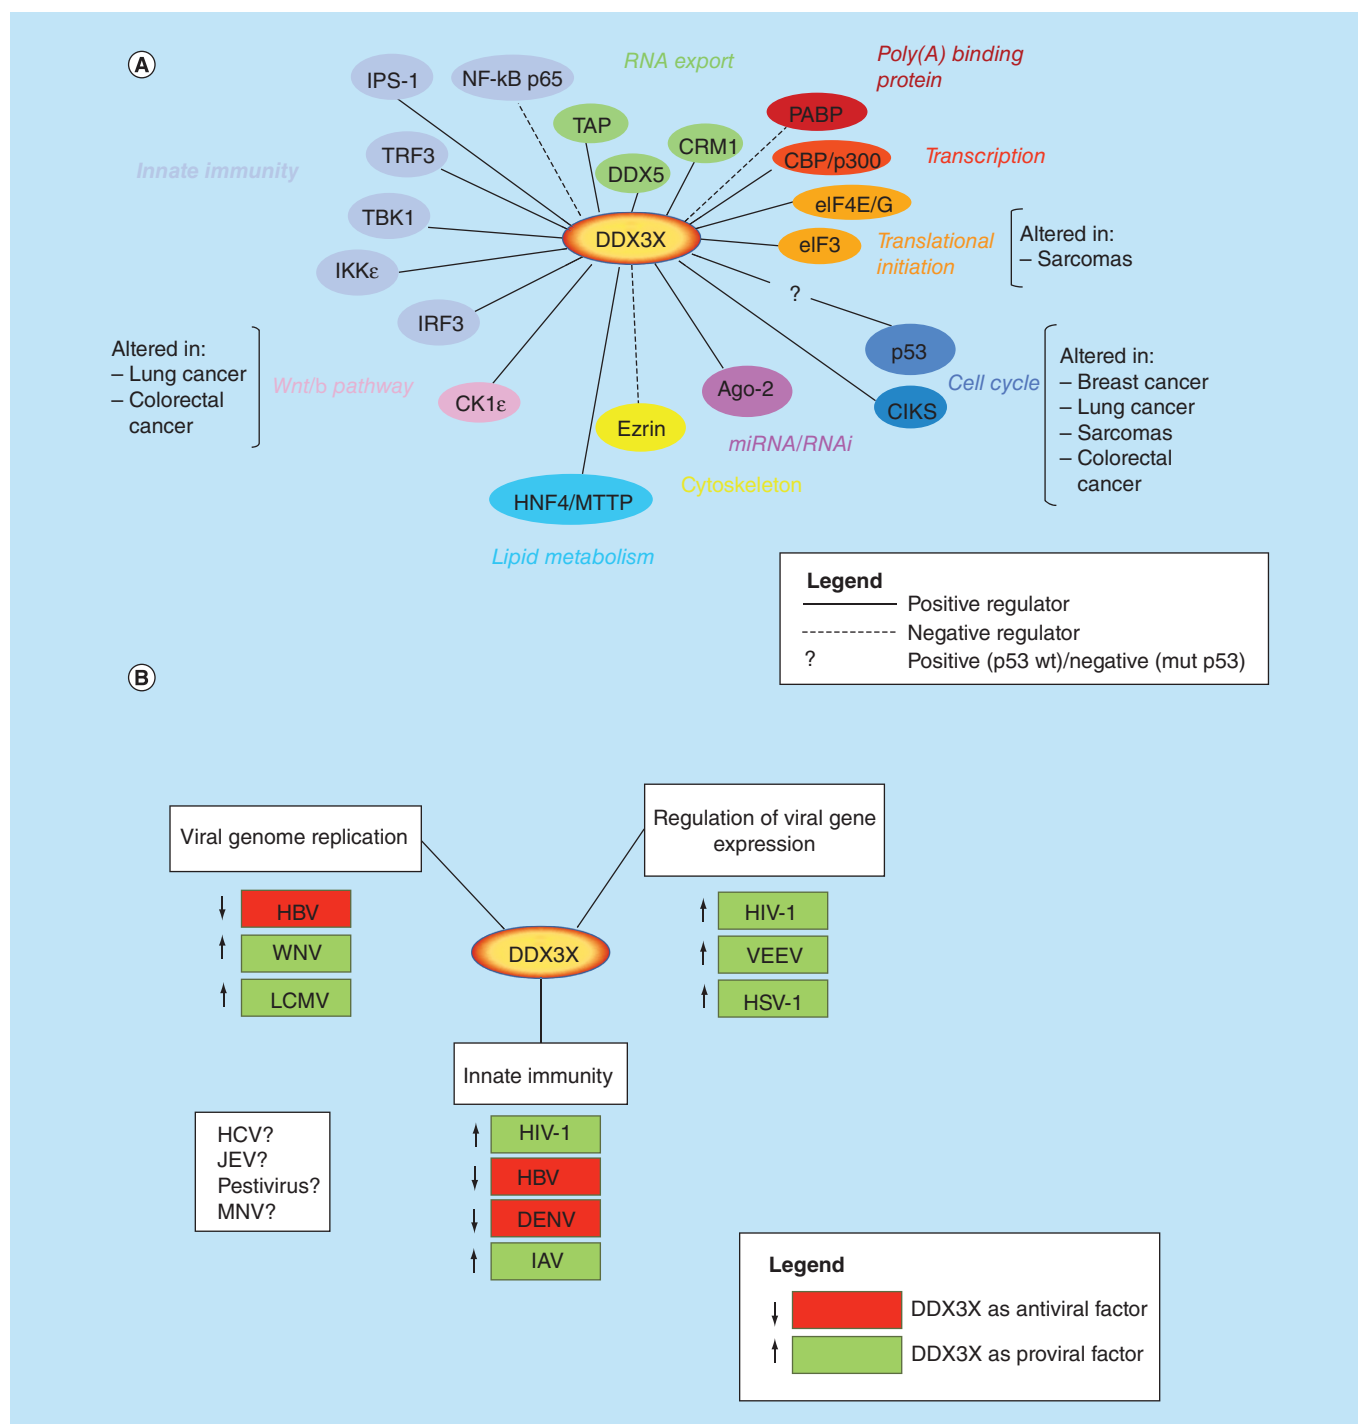 A
IPS-1
NF-kB p65
RNA export
Poly(A) binding
protein
TAP
PABP
CRM1
TRF3
CBP/p300
Transcription
Innate immunity
DDX5
TBK1
eIF4E/G
DDX3X
eIF3
Translational
initiation
Altered in:
– Sarcomas
IKKε
?
IRF3
p53
Altered in:
– Lung cancer
– Colorectal
cancer
Wnt/b pathway
CK1ε
Ago-2
Cell cycle
CIKS
Altered in:
– Breast cancer
– Lung cancer
– Sarcomas
– Colorectal
cancer
Ezrin
miRNA/RNAi
Cytoskeleton
HNF4/MTTP
Lipid metabolism
Legend
Positive regulator
Negative regulator
? Positive (p53 wt)/negative (mut p53)
B
Viral genome replication
Regulation of viral gene
expression
HBV
WNV
LCMV
DDX3X
HIV-1
VEEV
HSV-1
Innate immunity
HIV-1
HBV
DENV
IAV
HCV?
JEV?
Pestivirus?
MNV?
Legend
DDX3X as antiviral factor
DDX3X as proviral factor